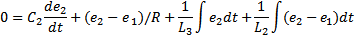 0 = C₂ de₂/dt + (e₂ − e₁)/R + 1/L₃ ∫ e₂dt + 1/L₂ ∫(e₂ − e₁)dt